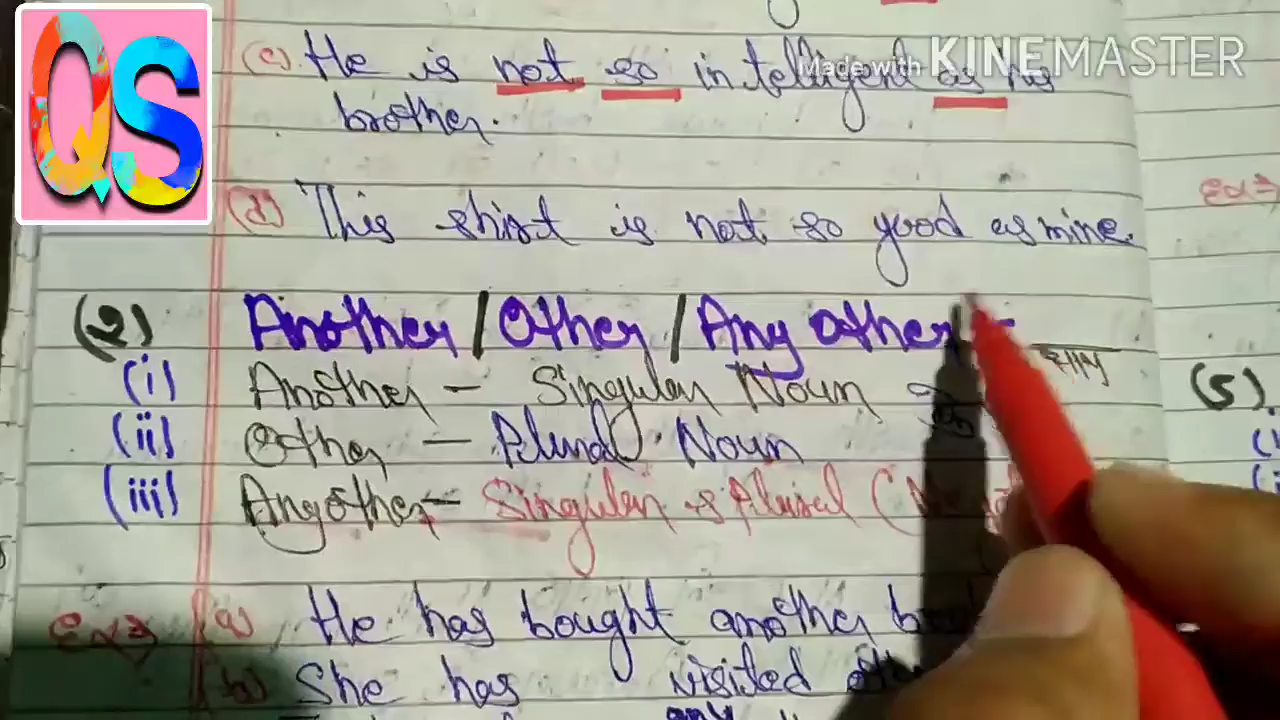 QS
(c) He is not so intelligent as his
brother.
Made with KINEMASTER
(d) This shirt is not so good as mine.
(2) Another / Other / Any other
(i) Another - Singular Noun
(ii) Other - Plural Noun
(5)
(iii) Any other - Singular & Plural (
Ex⇒ (a) He has bought another
(b) She has visited
any